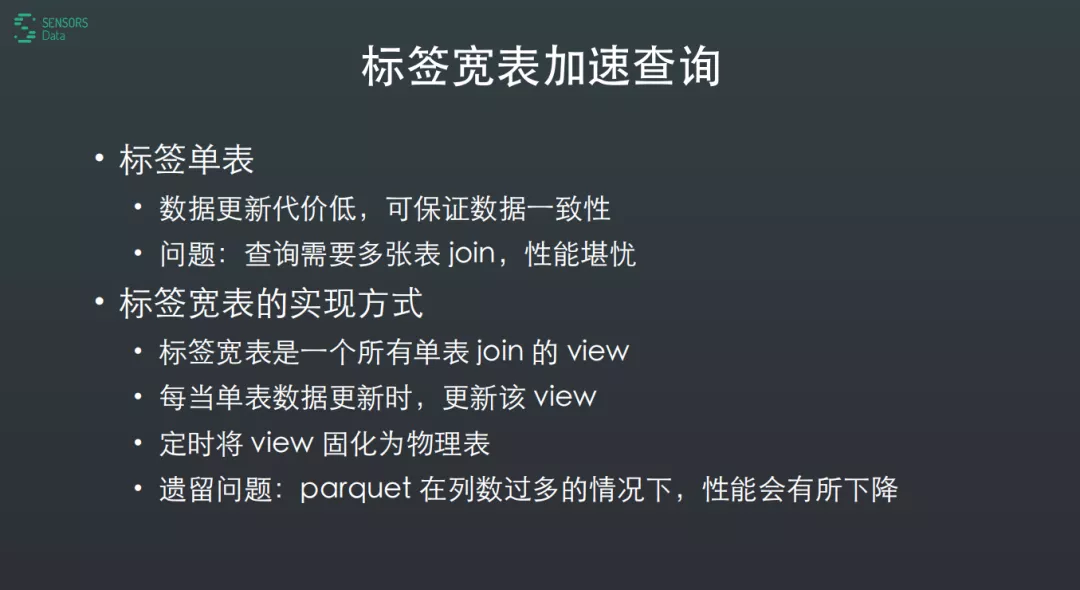 SENSORS
Data
标签宽表加速查询
• 标签单表
• 数据更新代价低，可保证数据一致性
• 问题：查询需要多张表 join，性能堪忧
• 标签宽表的实现方式
• 标签宽表是一个所有单表 join 的 view
• 每当单表数据更新时，更新该 view
• 定时将 view 固化为物理表
• 遗留问题：parquet 在列数过多的情况下，性能会有所下降